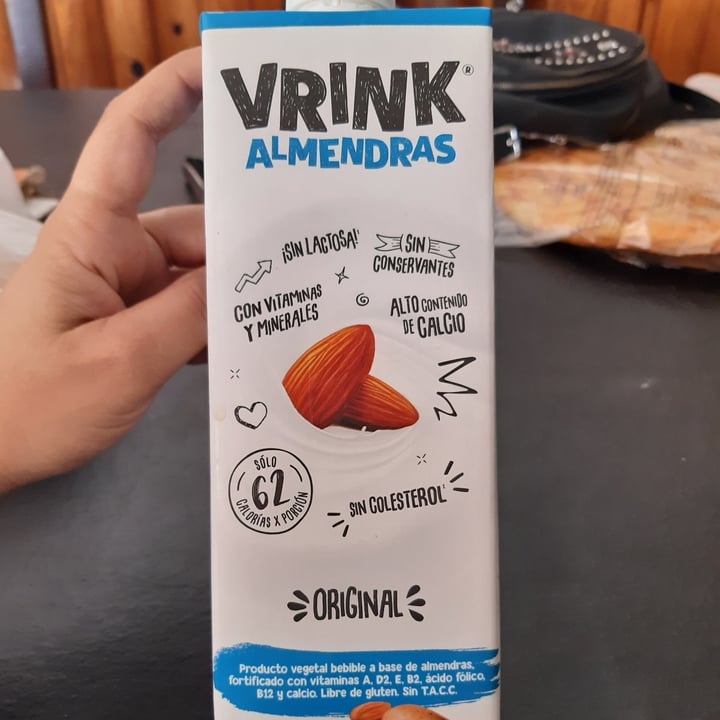 VRINK®
ALMENDRAS
¡SIN LACTOSA!¹
SIN
CONSERVANTES
CON VITAMINAS
Y MINERALES
ALTO CONTENIDO
DE CALCIO
SÓLO
62
CALORÍAS X PORCIÓN
SIN COLESTEROL²
ORIGINAL
Producto vegetal bebible a base de almendras,
fortificado con vitaminas A, D2, E, B2, ácido fólico,
B12 y calcio. Libre de gluten. Sin T.A.C.C.